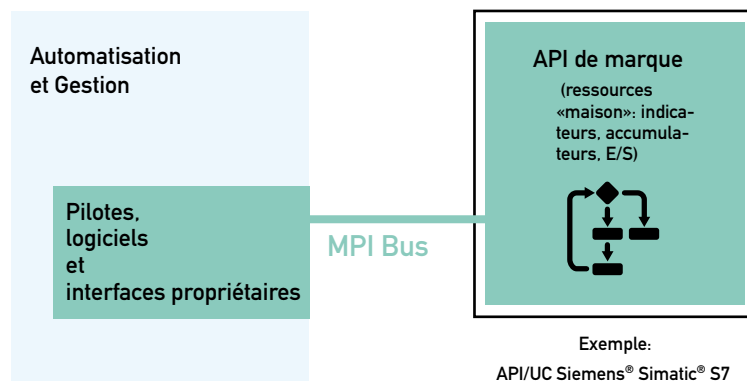 Automatisation
et Gestion
Pilotes,
logiciels
et
interfaces propriétaires
MPI Bus
API de marque
(ressources
«maison»: indica-
teurs, accumula-
teurs, E/S)
Exemple:
API/UC Siemens® Simatic® S7